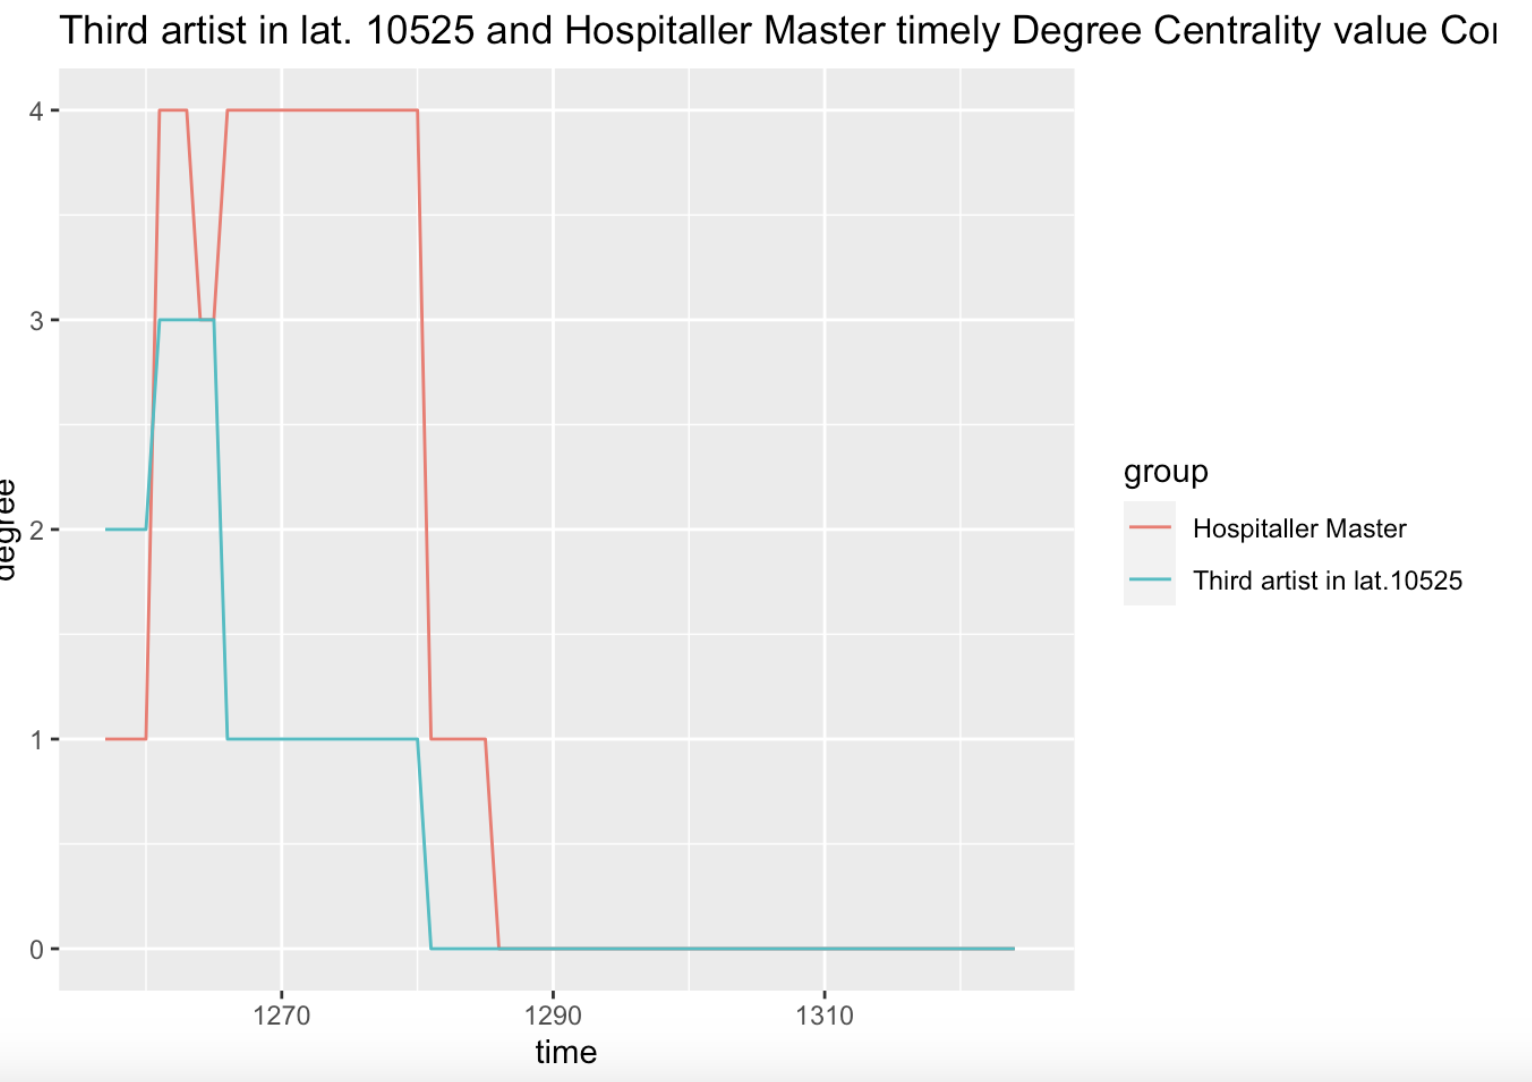 Third artist in lat. 10525 and Hospitaller Master timely Degree Centrality value
4
3
2
1
0
degree
1270
1290
1310
time
group
Hospitaller Master
Third artist in lat.10525